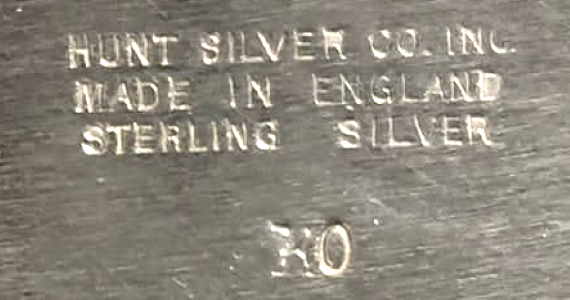 HUNT SILVER CO. INC.
MADE IN ENGLAND
STERLING SILVER